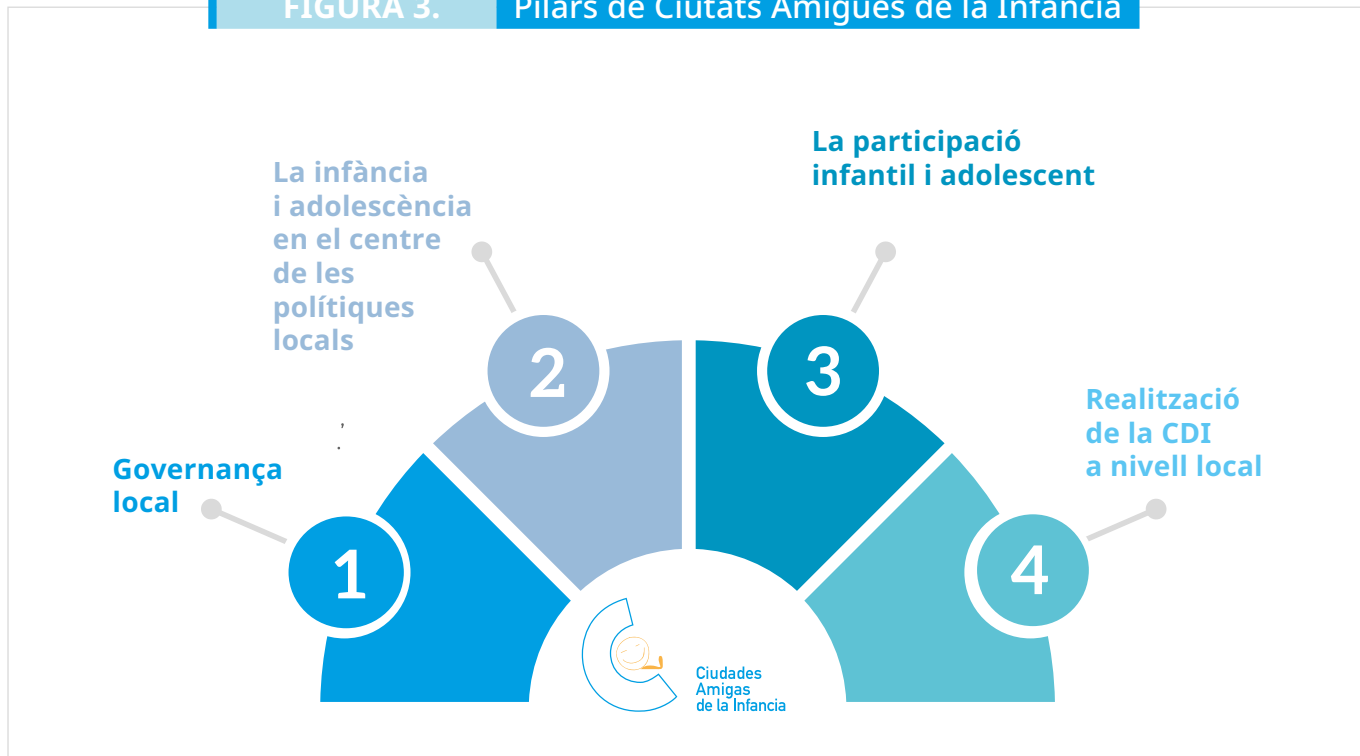 FIGURA 3.
Pilars de Ciutats Amigues de la Infància
La participació
infantil i adolescent
La infància
i adolescència
en el centre
de les
polítiques
locals
2
3
Realització
de la CDI
a nivell local
,
.
Governança
local
1
4
Ciudades
Amigas
de la Infancia